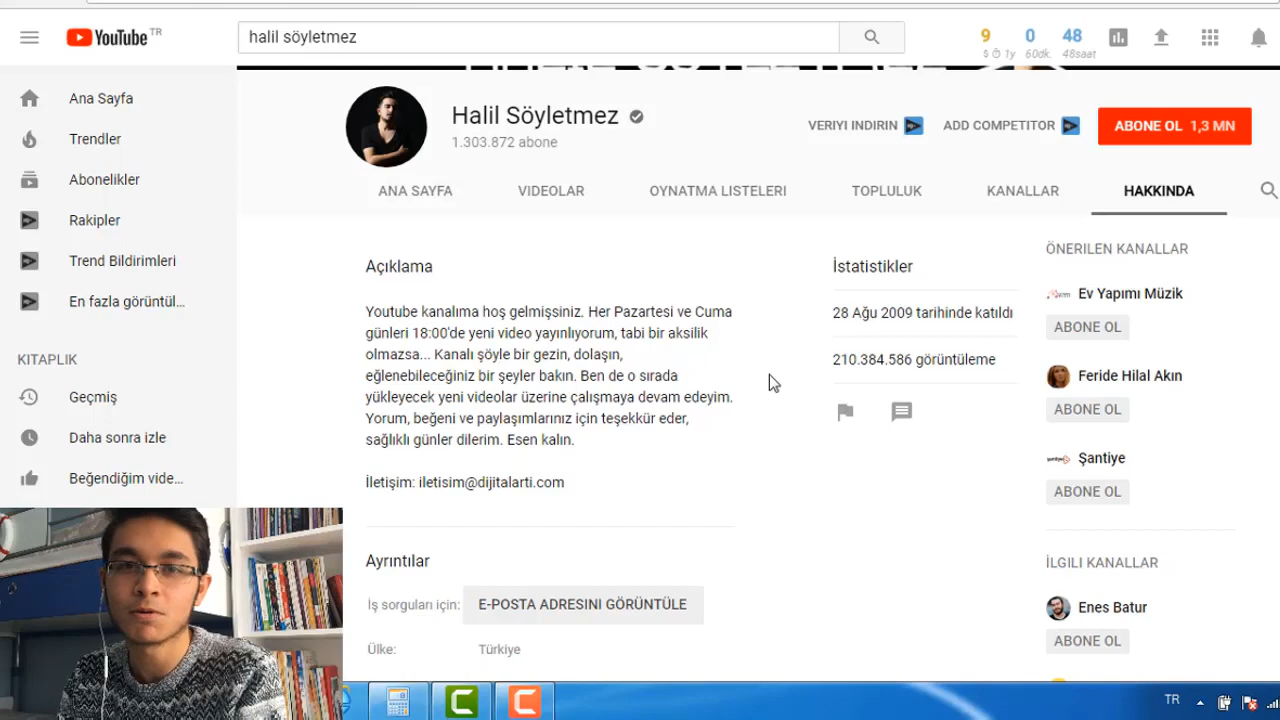 YouTube TR
halil söyletmez
9 0 48
$ 1y 60dk. 48saat
Ana Sayfa
Trendler
Abonelikler
Rakipler
Trend Bildirimleri
En fazla görüntül...
KITAPLIK
Geçmiş
Daha sonra izle
Beğendiğim vide...
Halil Söyletmez
1.303.872 abone
VERIYI INDIRIN
ADD COMPETITOR
ABONE OL 1,3 MN
ANA SAYFA VIDEOLAR OYNATMA LISTELERI TOPLULUK KANALLAR HAKKINDA
Açıklama
Youtube kanalıma hoş gelmişsiniz. Her Pazartesi ve Cuma
günleri 18:00'de yeni video yayınlıyorum, tabi bir aksilik
olmazsa... Kanalı şöyle bir gezin, dolaşın,
eğlenebileceğiniz bir şeyler bakın. Ben de o sırada
yükleyecek yeni videolar üzerine çalışmaya devam edeyim.
Yorum, beğeni ve paylaşımlarınız için teşekkür eder,
sağlıklı günler dilerim. Esen kalın.
İletişim: iletisim@dijitalarti.com
Ayrıntılar
İş sorguları için: E-POSTA ADRESINI GÖRÜNTÜLE
Ülke: Türkiye
İstatistikler
28 Ağu 2009 tarihinde katıldı
210.384.586 görüntüleme
ÖNERILEN KANALLAR
Ev Yapımı Müzik
ABONE OL
Feride Hilal Akın
ABONE OL
Şantiye
ABONE OL
İLGILI KANALLAR
Enes Batur
ABONE OL
TR